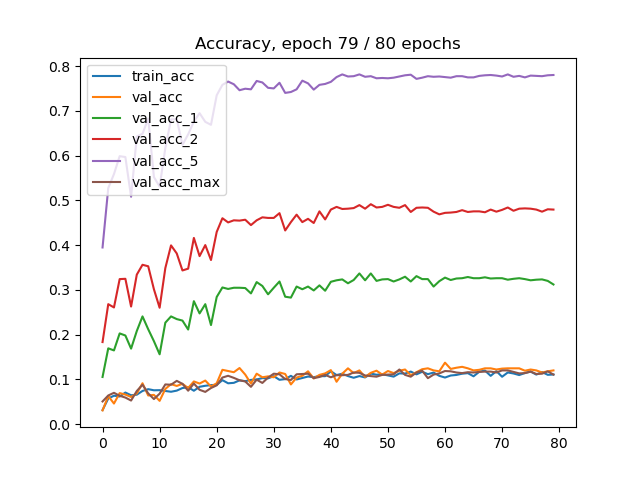 Accuracy, epoch 79 / 80 epochs
0.8
0.7
0.6
0.5
0.4
0.3
0.2
0.1
0.0
train_acc
val_acc
val_acc_1
val_acc_2
val_acc_5
val_acc_max
0 10 20 30 40 50 60 70 80